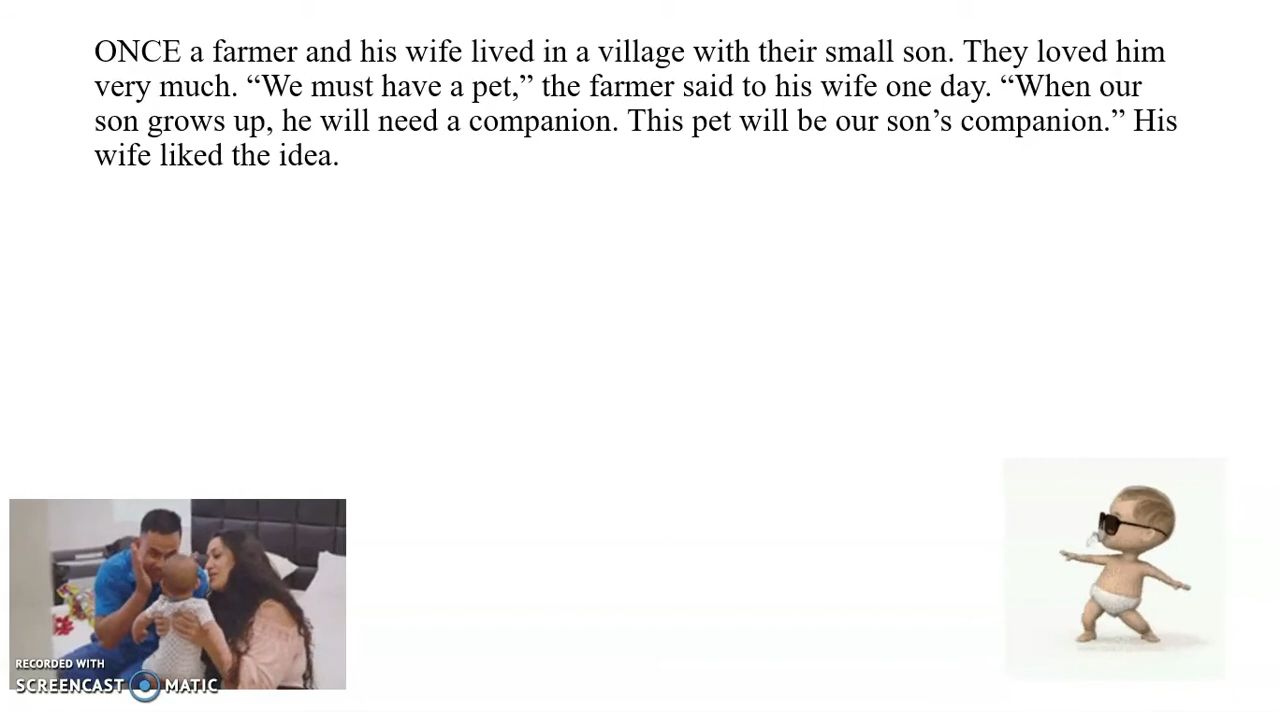 ONCE a farmer and his wife lived in a village with their small son. They loved him
very much. “We must have a pet,” the farmer said to his wife one day. “When our
son grows up, he will need a companion. This pet will be our son’s companion.” His
wife liked the idea.
RECORDED WITH
SCREENCAST MATIC